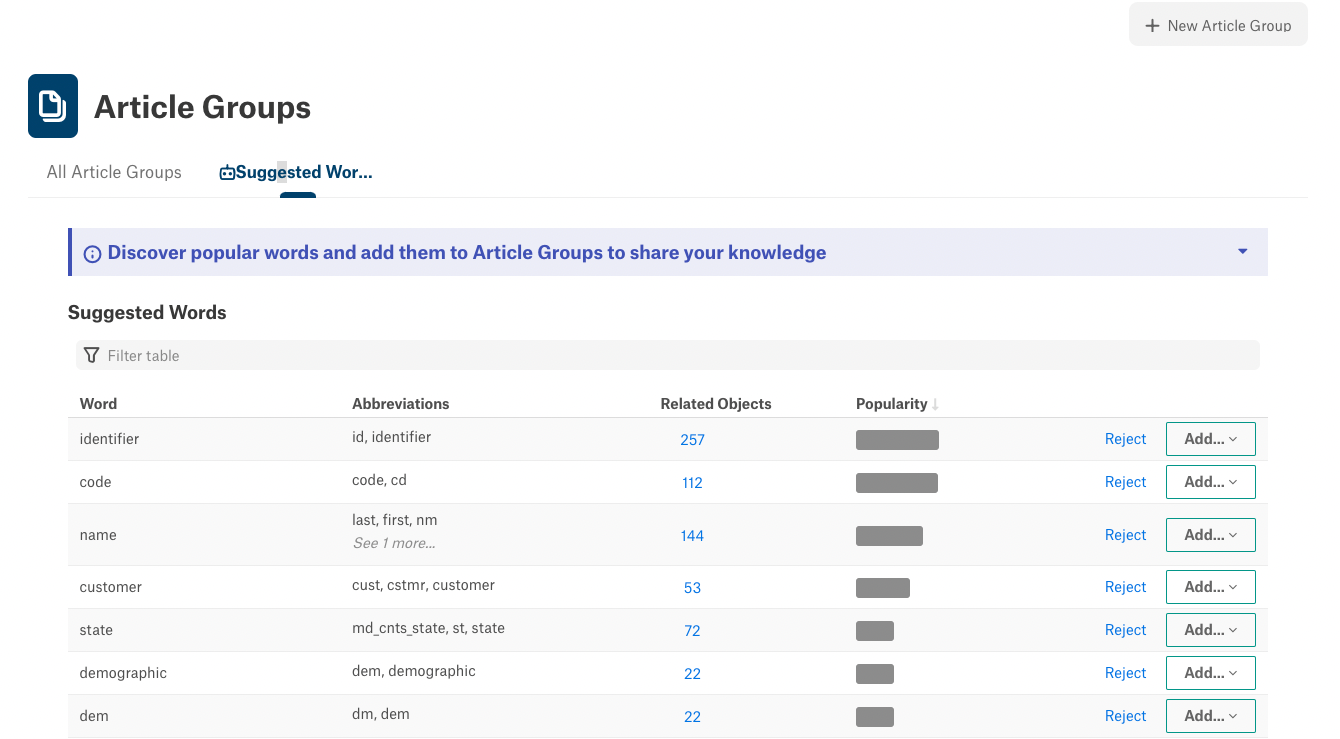 New Article Group
Article Groups
All Article Groups Suggested Wor...
Discover popular words and add them to Article Groups to share your knowledge
Suggested Words
Filter table
Word Abbreviations Related Objects Popularity ↓
identifier id, identifier 257 Reject Add...
code code, cd 112 Reject Add...
name last, first, nm 144 Reject Add...
See 1 more...
customer cust, cstmr, customer 53 Reject Add...
state md_cnts_state, st, state 72 Reject Add...
demographic dem, demographic 22 Reject Add...
dem dm, dem 22 Reject Add...